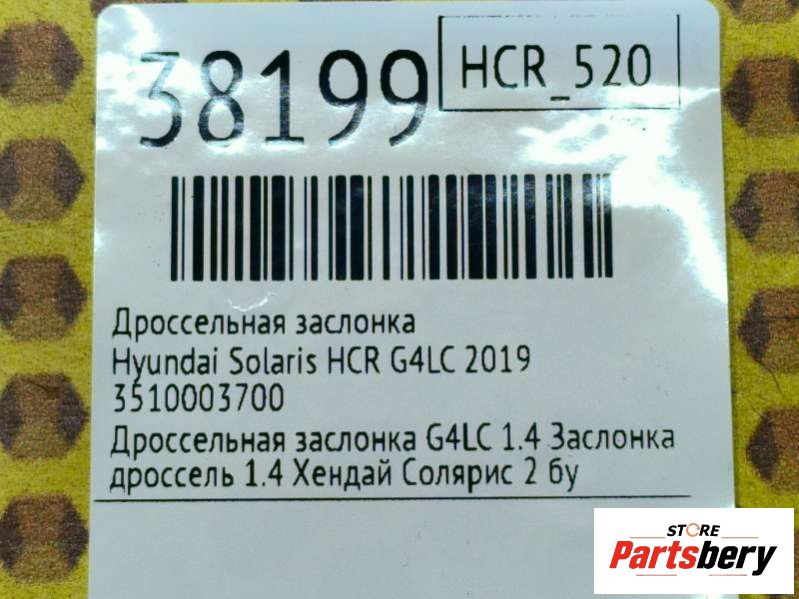 38199
HCR_520
Дроссельная заслонка
Hyundai Solaris HCR G4LC 2019
3510003700
Дроссельная заслонка G4LC 1.4 Заслонка
дроссель 1.4 Хендай Солярис 2 бу
STORE
Partsbery